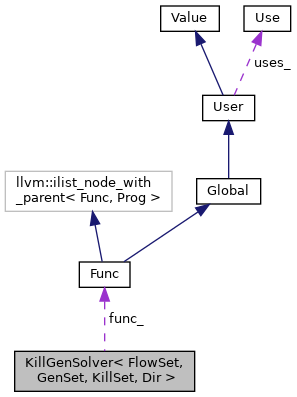 Value
Use
uses_
User
llvm::ilist_node_with
_parent< Func, Prog >
Global
Func
func_
KillGenSolver< FlowSet,
GenSet, KillSet, Dir >